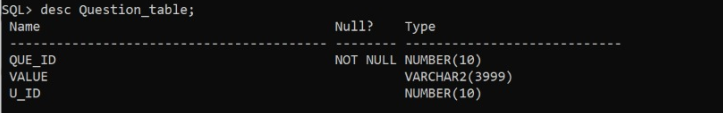 SQL> desc Question_table;
 Name                                      Null?    Type
 ----------------------------------------- -------- ----------------------------
 QUE_ID                                    NOT NULL NUMBER(10)
 VALUE                                              VARCHAR2(3999)
 U_ID                                               NUMBER(10)